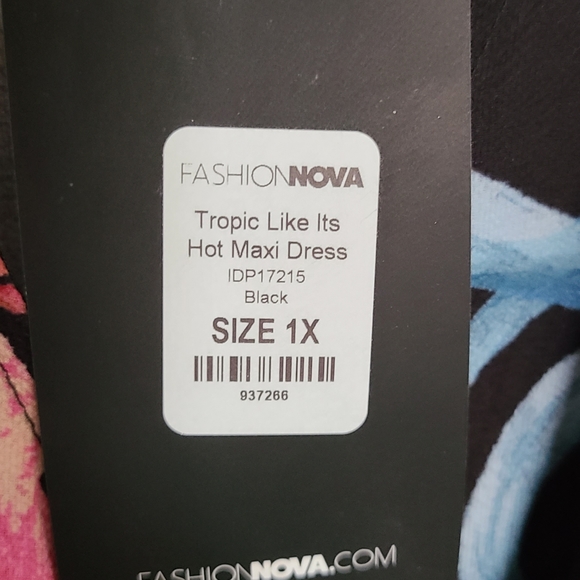 FASHIONNOVA
Tropic Like Its
Hot Maxi Dress
IDP17215
Black
SIZE 1X
937266
FASHIONNOVA.COM